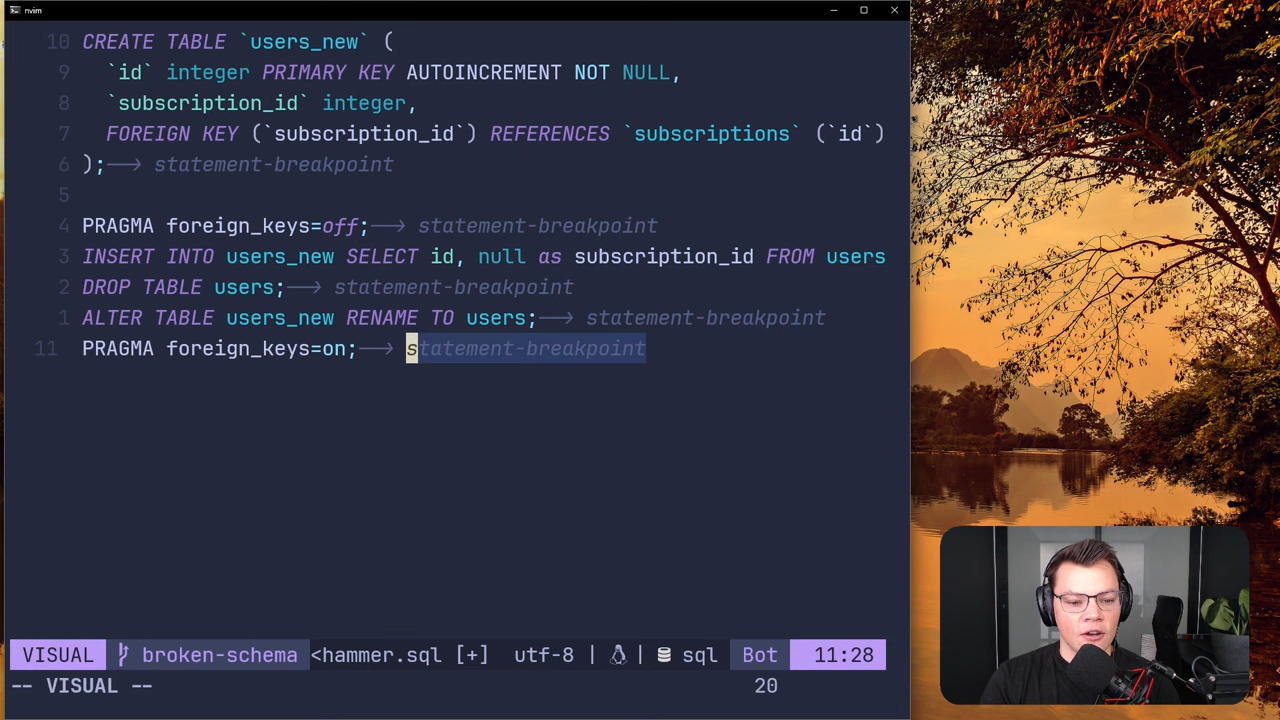 nvim
10 CREATE TABLE `users_new` (
9 `id` integer PRIMARY KEY AUTOINCREMENT NOT NULL,
8 `subscription_id` integer,
7 FOREIGN KEY (`subscription_id`) REFERENCES `subscriptions` (`id`)
6 );--> statement-breakpoint
5
4 PRAGMA foreign_keys=off;--> statement-breakpoint
3 INSERT INTO users_new SELECT id, null as subscription_id FROM users
2 DROP TABLE users;--> statement-breakpoint
1 ALTER TABLE users_new RENAME TO users;--> statement-breakpoint
11 PRAGMA foreign_keys=on;--> statement-breakpoint
VISUAL broken-schema <hammer.sql [+] utf-8 | | sql Bot 11:28
-- VISUAL -- 20